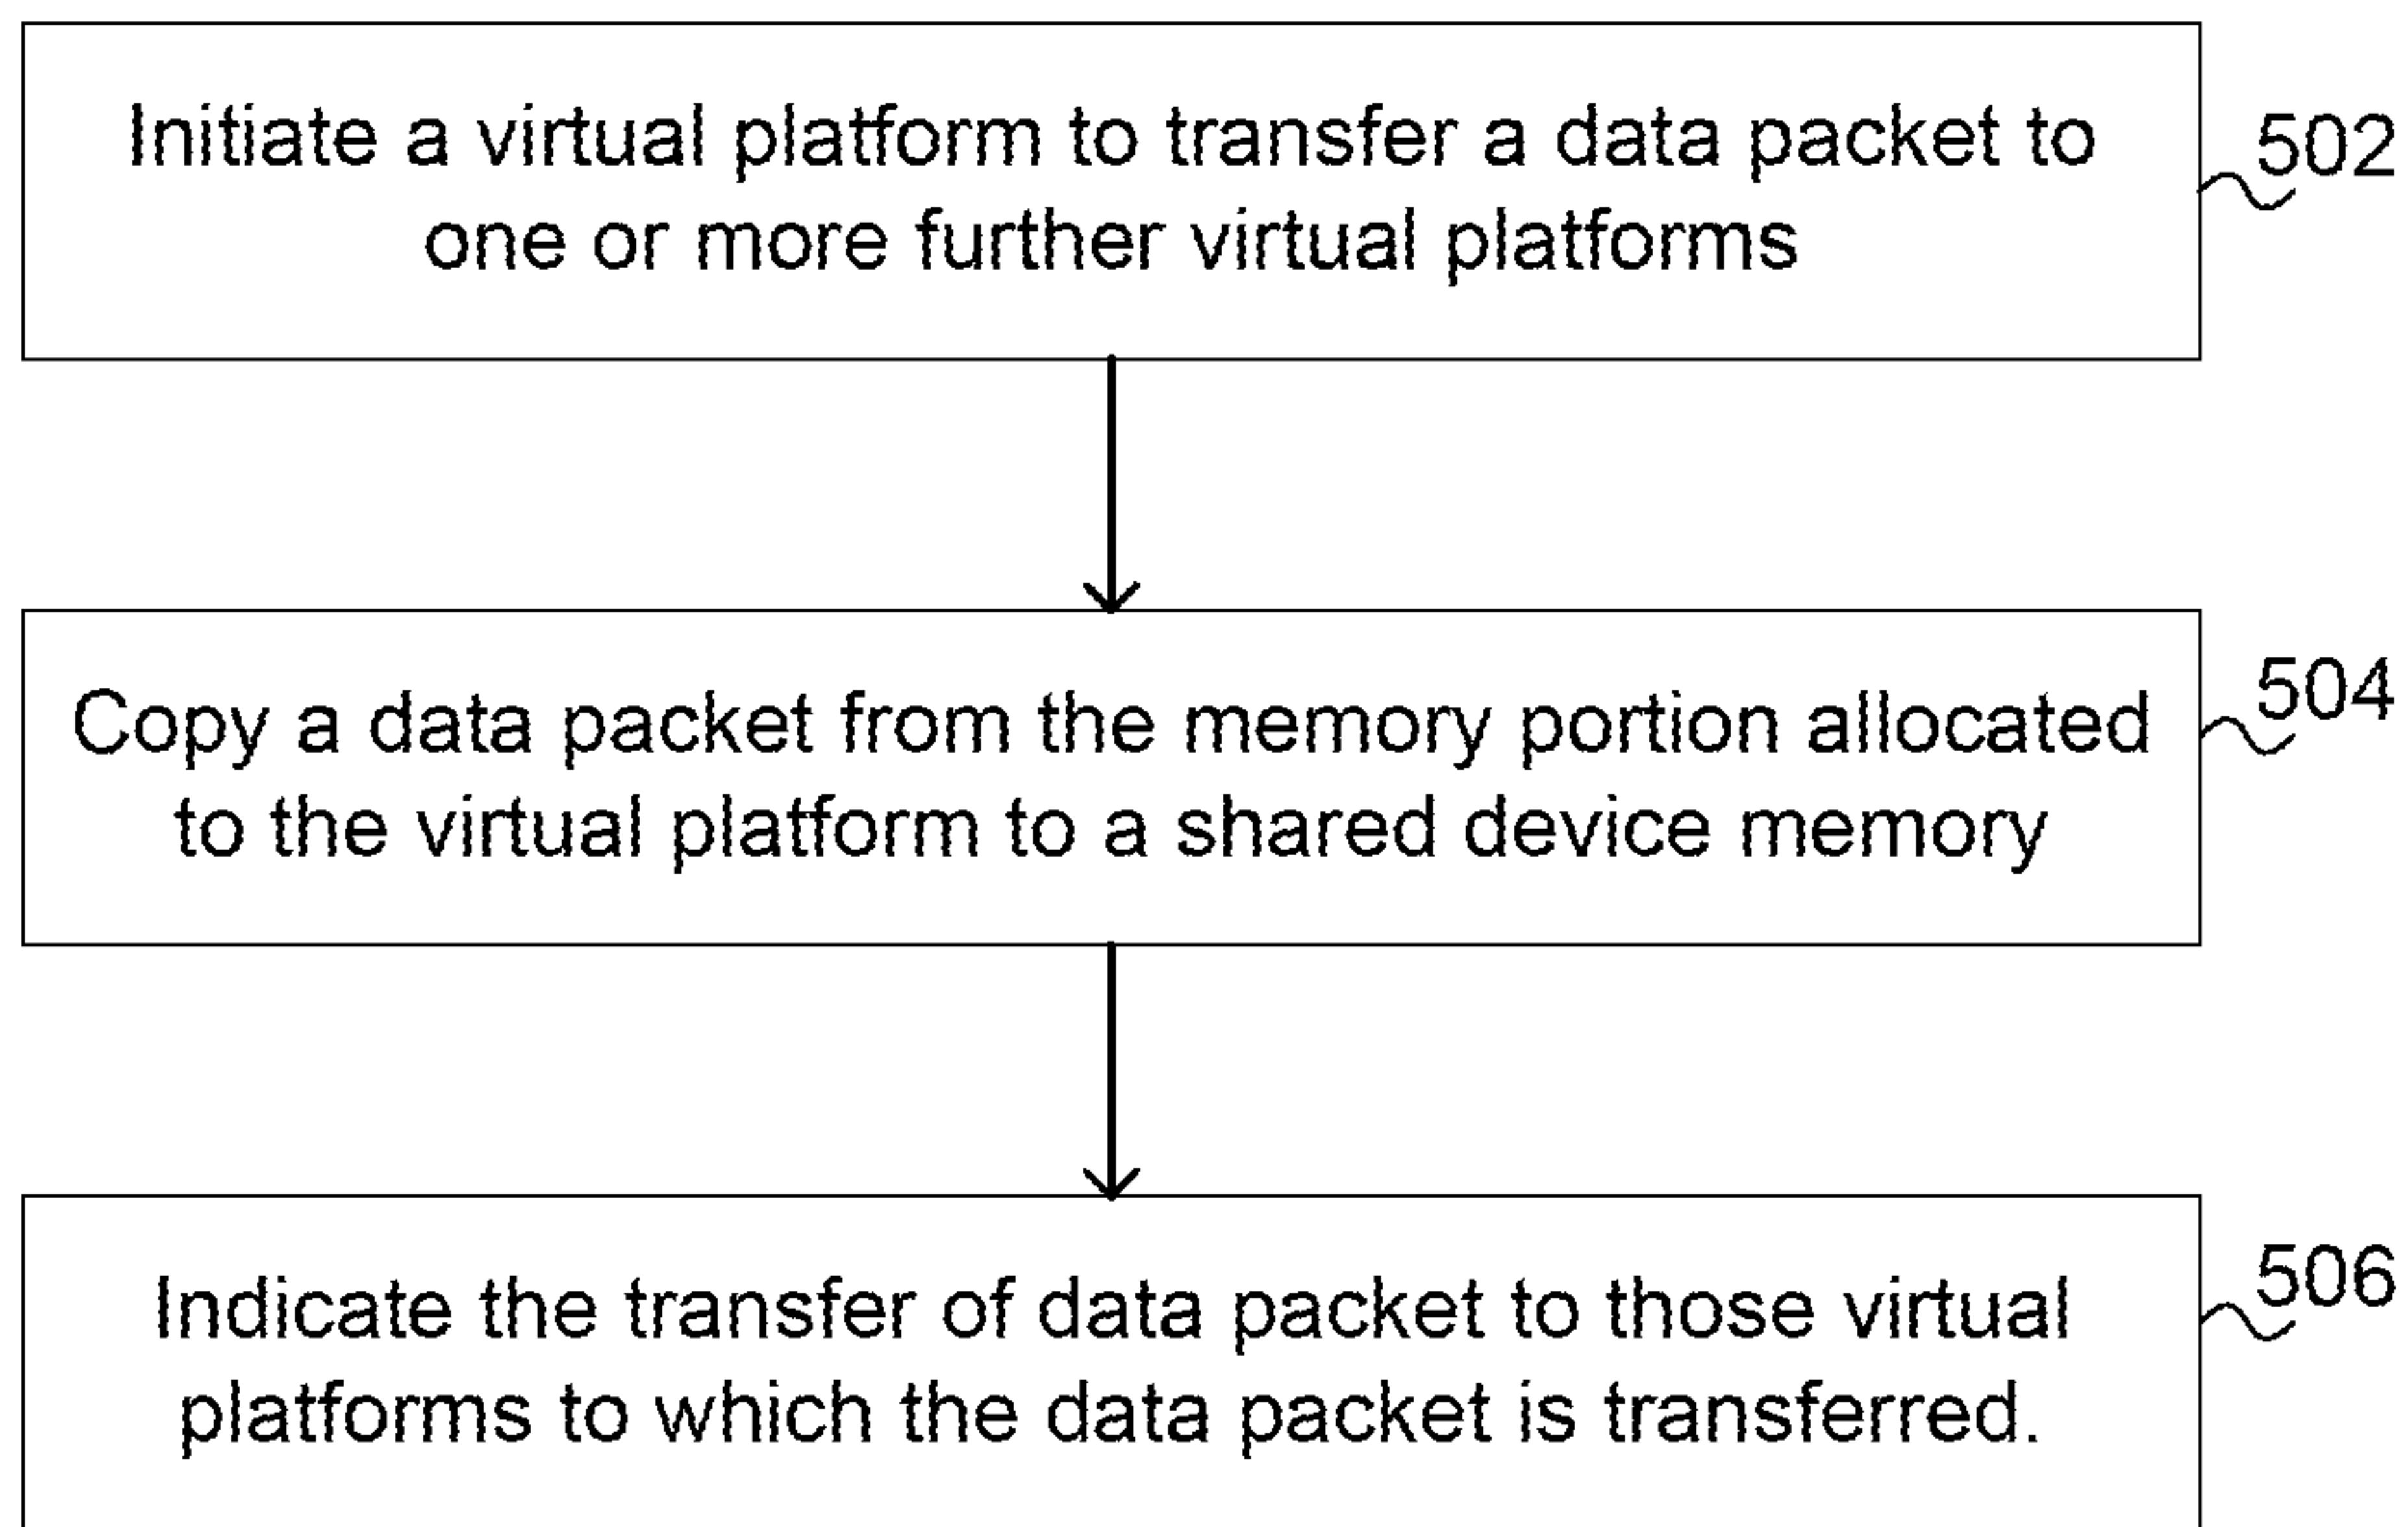 Initiate a virtual platform to transfer a data packet to
one or more further virtual platforms
502
Copy a data packet from the memory portion allocated
to the virtual platform to a shared device memory
504
Indicate the transfer of data packet to those virtual
platforms to which the data packet is transferred.
506